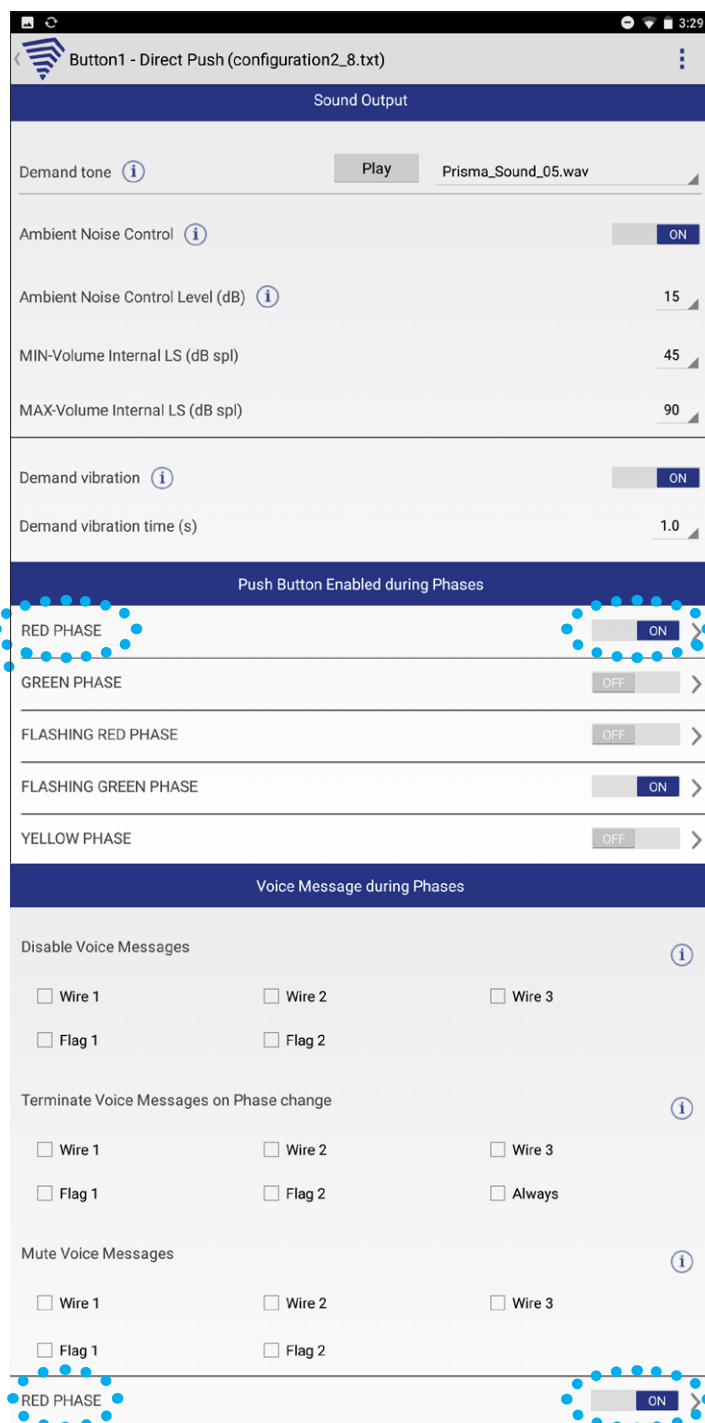 3:29
Button1 - Direct Push (configuration2_8.txt)
Sound Output
Demand tone i Play Prisma_Sound_05.wav
Ambient Noise Control i ON
Ambient Noise Control Level (dB) i 15
MIN-Volume Internal LS (dB spl) 45
MAX-Volume Internal LS (dB spl) 90
Demand vibration i ON
Demand vibration time (s) 1.0
Push Button Enabled during Phases
RED PHASE ON
GREEN PHASE OFF
FLASHING RED PHASE OFF
FLASHING GREEN PHASE ON
YELLOW PHASE OFF
Voice Message during Phases
Disable Voice Messages i
Wire 1 Wire 2 Wire 3
Flag 1 Flag 2
Terminate Voice Messages on Phase change i
Wire 1 Wire 2 Wire 3
Flag 1 Flag 2 Always
Mute Voice Messages i
Wire 1 Wire 2 Wire 3
Flag 1 Flag 2
RED PHASE ON